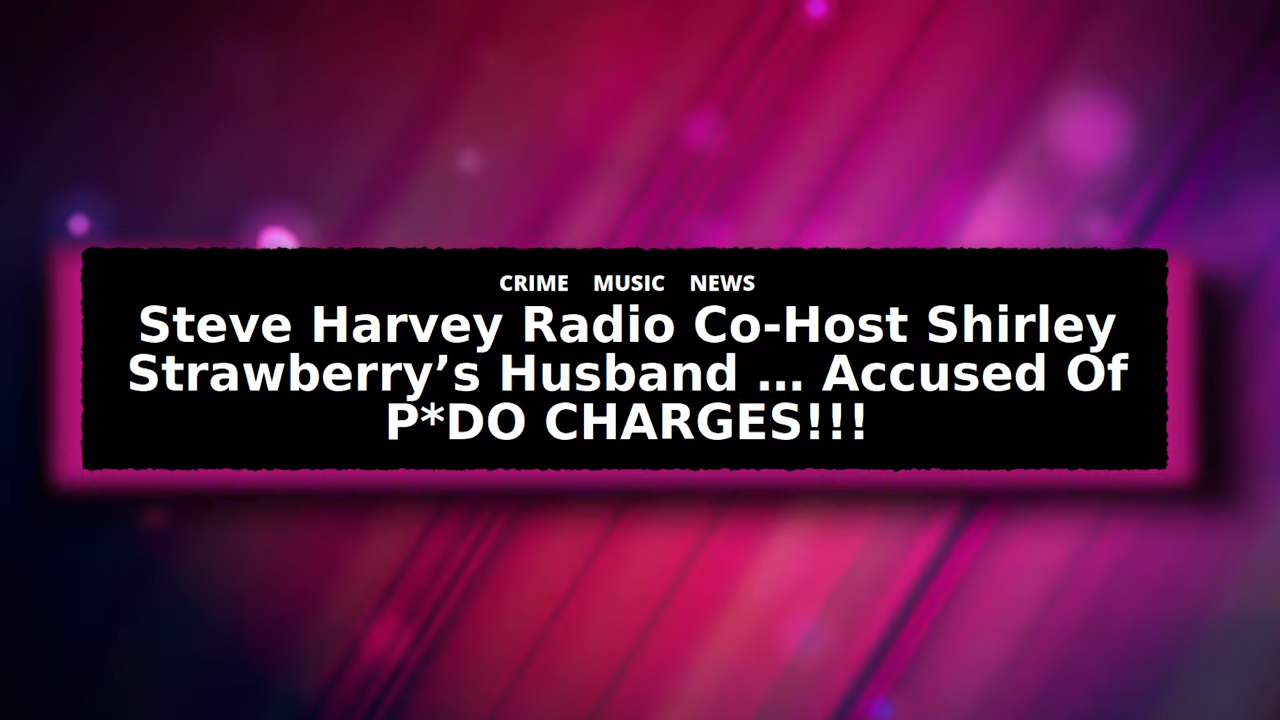 CRIME MUSIC NEWS
Steve Harvey Radio Co-Host Shirley
Strawberry’s Husband … Accused Of
P*DO CHARGES!!!